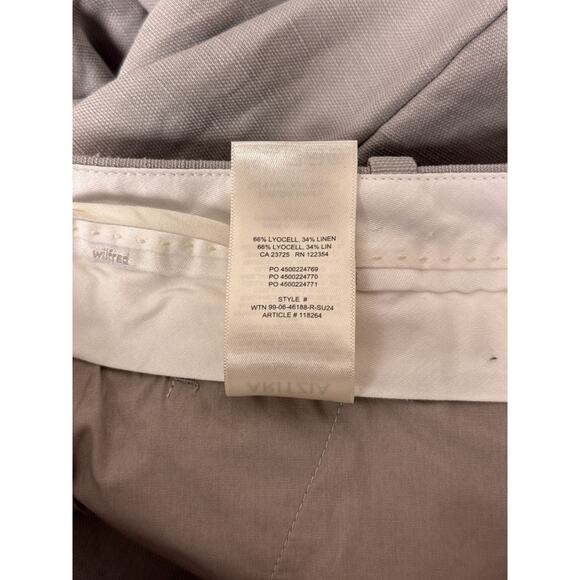 66% LYOCELL, 34% LINEN
66% LYOCELL, 34% LIN
CA 23725 RN 122354
PO 4500224769
PO 4500224770
PO 4500224771
STYLE #
WTN 99-06-46188-R-SU24
ARTICLE # 118264
wilfred
ARITZIA